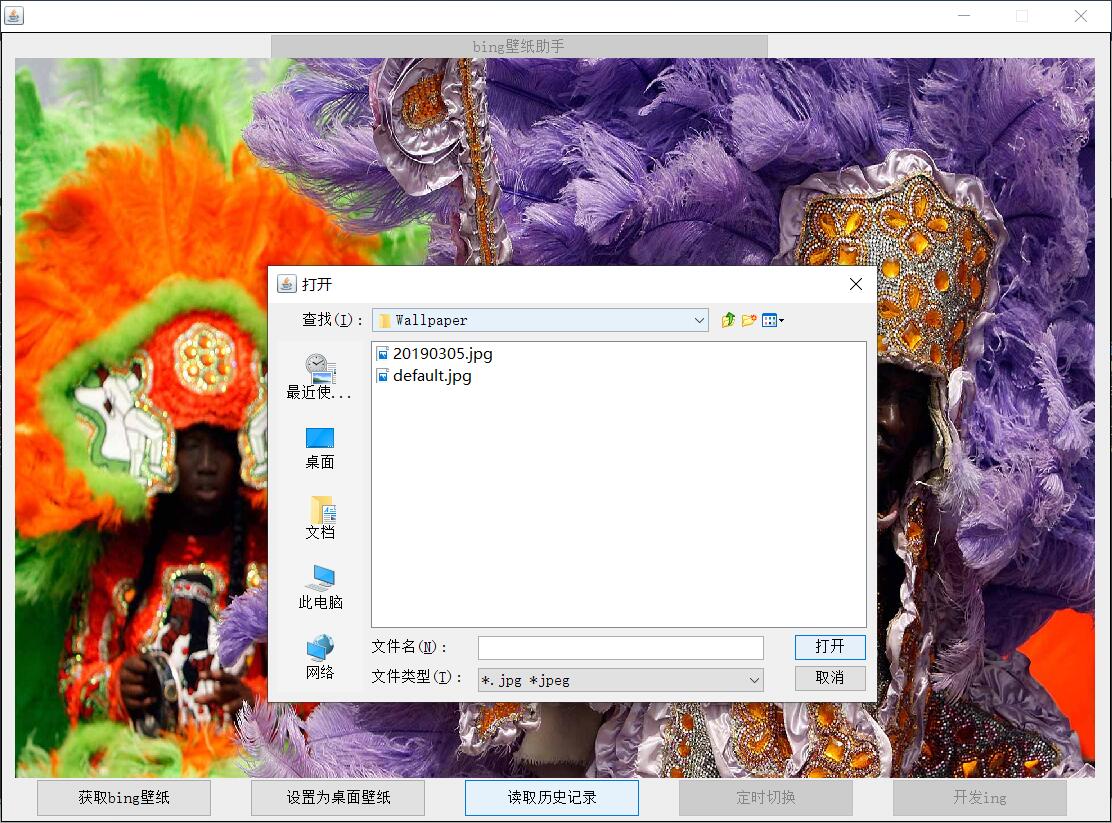 bing壁纸助手
打开
查找(I)：
Wallpaper
最近使...
桌面
文档
此电脑
网络
20190305.jpg
default.jpg
文件名(N)：
打开
文件类型(T)：
*.jpg *jpeg
取消
获取bing壁纸
设置为桌面壁纸
读取历史记录
定时切换
开发ing